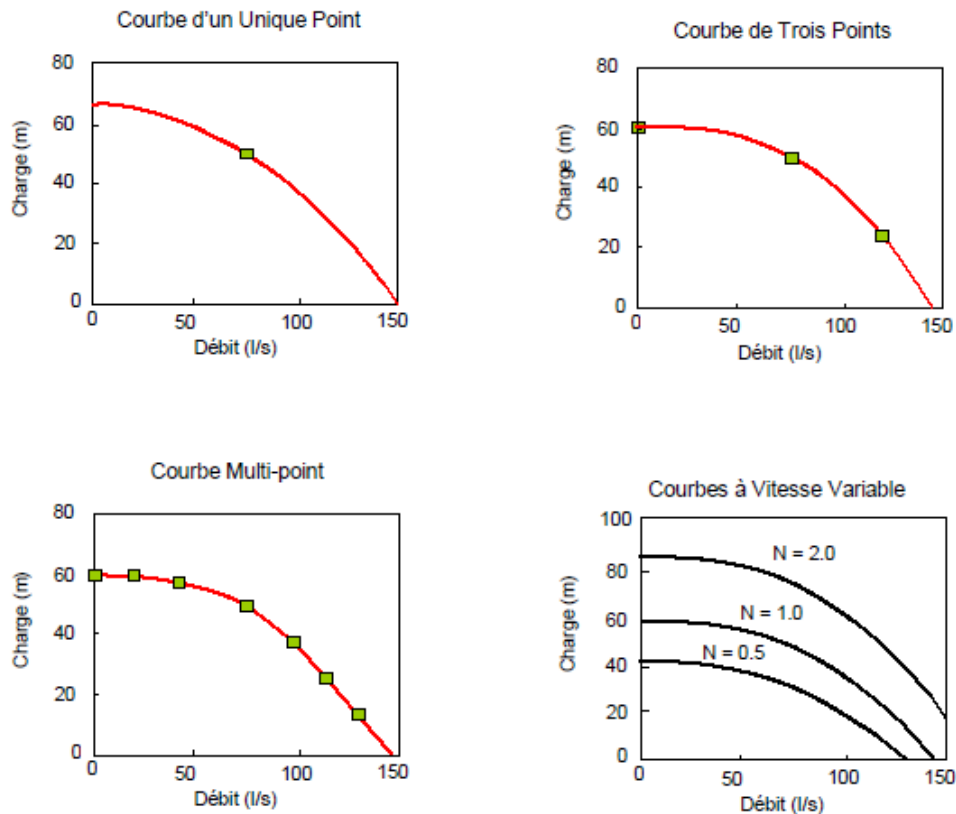 Courbe d'un Unique Point
80
60
40
20
0
0 50 100 150
Charge (m)
Débit (l/s)
Courbe de Trois Points
80
60
40
20
0
0 50 100 150
Charge (m)
Débit (l/s)
Courbe Multi-point
80
60
40
20
0
0 50 100 150
Charge (m)
Débit (l/s)
Courbes à Vitesse Variable
100
80
60
40
20
0
0 50 100 150
Charge (m)
Débit (l/s)
N = 2.0
N = 1.0
N = 0.5